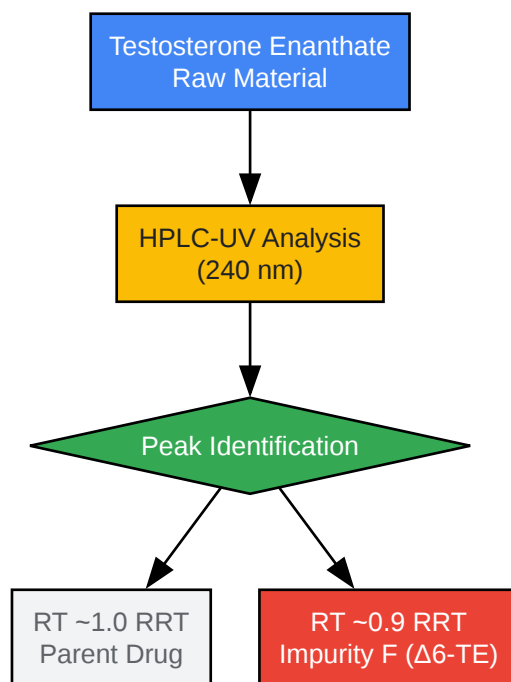 Testosterone Enanthate
Raw Material
HPLC-UV Analysis
(240 nm)
Peak Identification
RT ~1.0 RRT
Parent Drug
RT ~0.9 RRT
Impurity F (Δ6-TE)